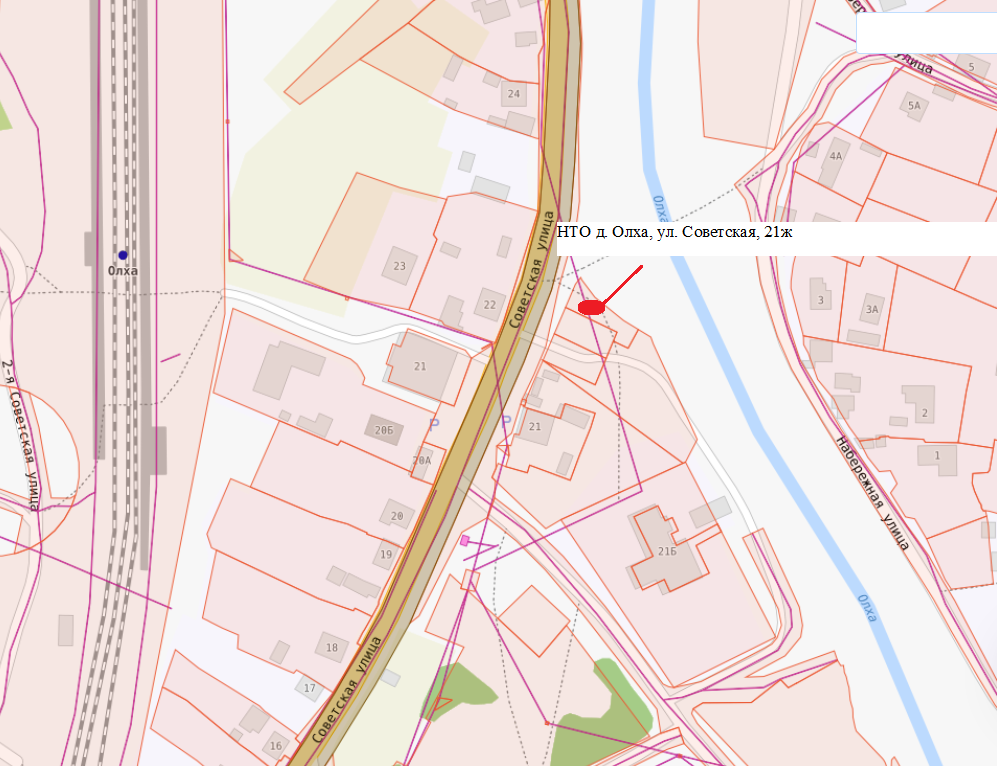 улица
5
24
5А
4А
Олха
НТО д. Олха, ул. Советская, 21ж
Советская улица
23
Олха
22
3
3А
21
2-я Советская улица
2
20Б
21
20А
1
Набережная улица
20
19
21Б
Олха
18
Советская улица
17
16